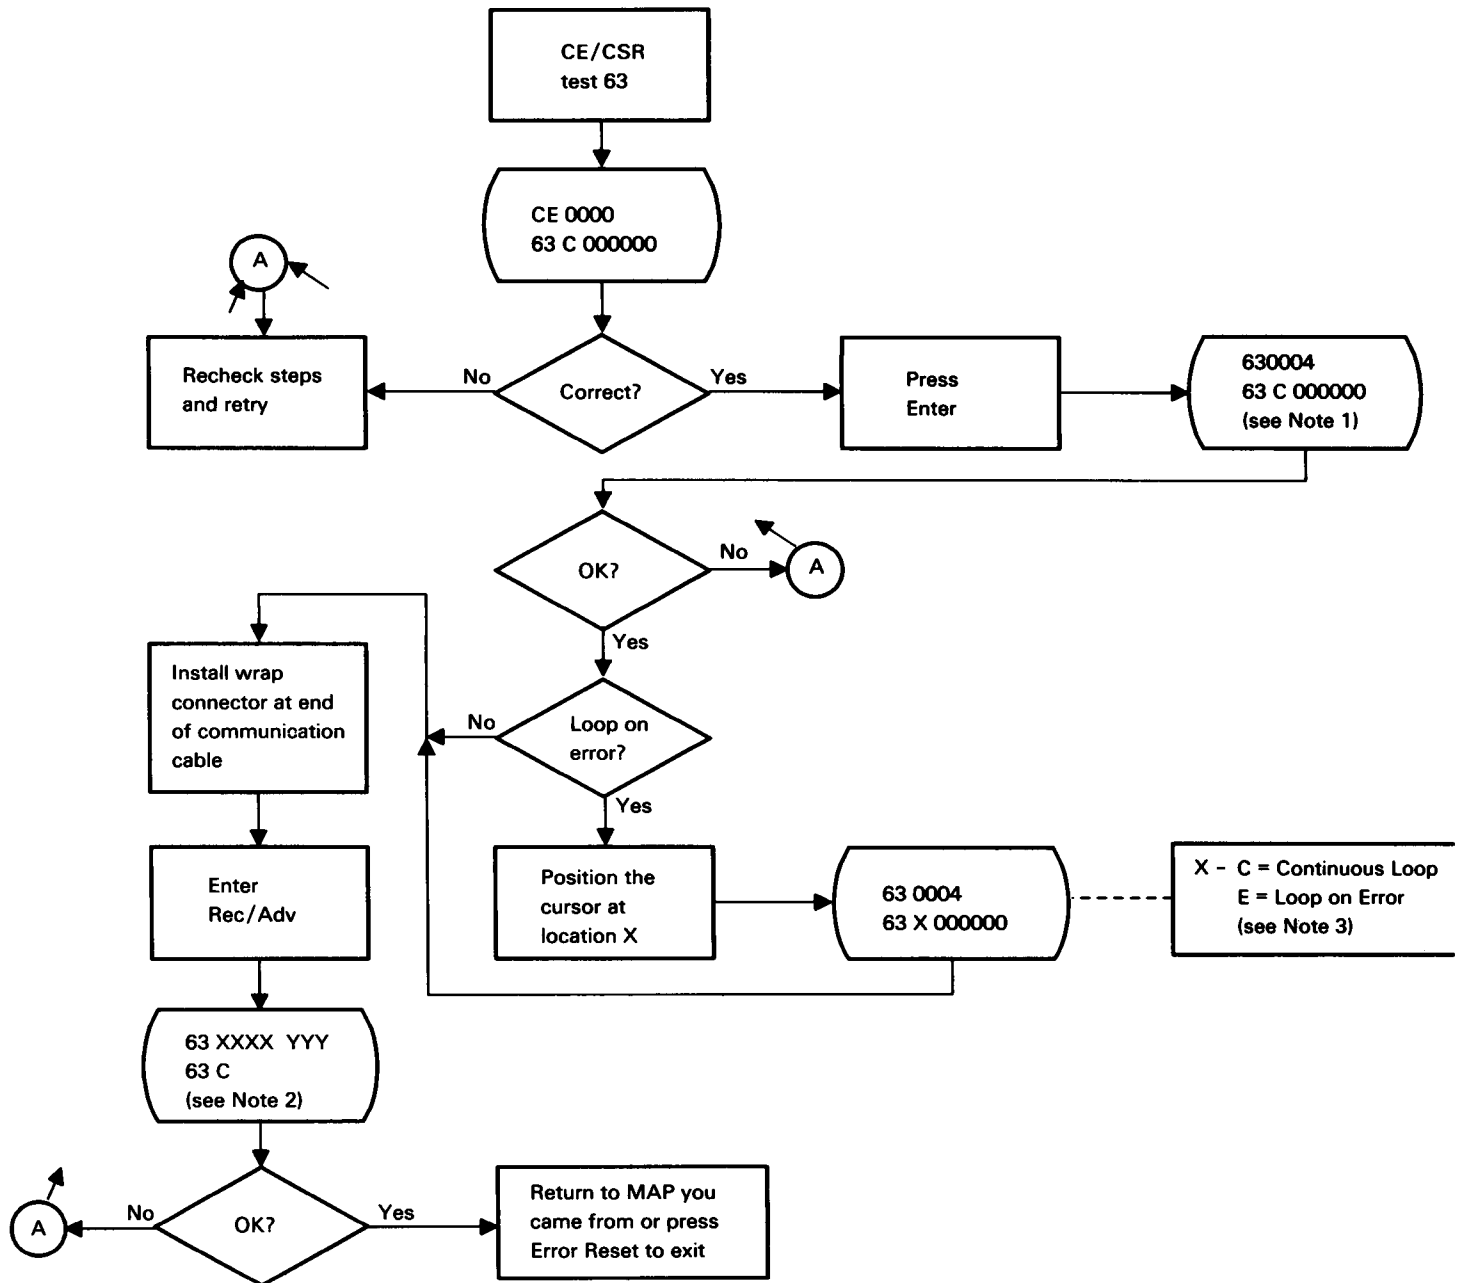 CE/CSR
test 63
CE 0000
63 C 000000
A
Recheck steps
and retry
No
Correct?
Yes
Press
Enter
630004
63 C 000000
(see Note 1)
OK?
No
A
Yes
Install wrap
connector at end
of communication
cable
No
Loop on
error?
Yes
Enter
Rec/Adv
Position the
cursor at
location X
63 0004
63 X 000000
X - C = Continuous Loop
E = Loop on Error
(see Note 3)
63 XXXX YYY
63 C
(see Note 2)
A
No
OK?
Yes
Return to MAP you
came from or press
Error Reset to exit